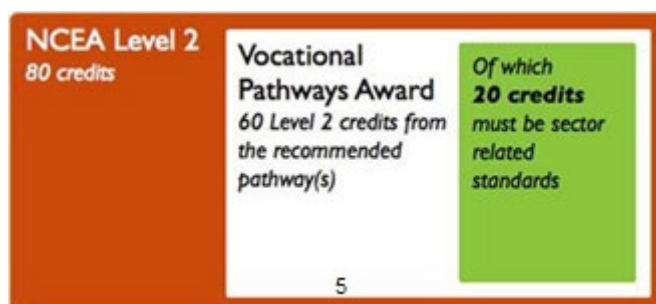 NCEA Level 2
80 credits
Vocational
Pathways Award
60 Level 2 credits from
the recommended
pathway(s)
Of which
20 credits
must be sector
related
standards
5